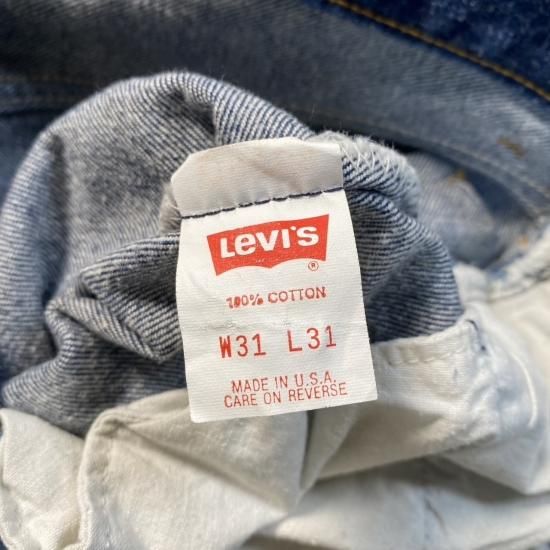 Levi's
®
100% COTTON
W31 L31
MADE IN U.S.A.
CARE ON REVERSE